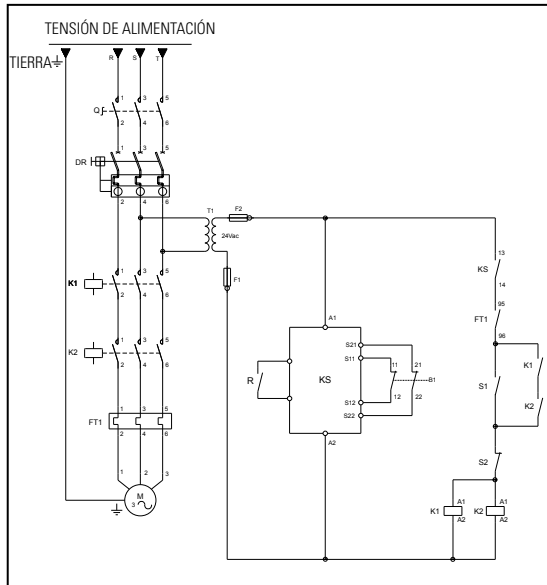 TENSIÓN DE ALIMENTACIÓN
TIERRA
R S T
1 3 5
Q
2 4 6
1 3 5
DR
2 4 6
T1
F2
24Vac
F1
K1
1 3 5
2 4 6
K2
1 3 5
2 4 6
FT1
1 3 5
2 4 6
1 2 3
M
3
A1
S21
S11
R
KS
11 21
B1
12 22
S12
S22
A2
13
KS
14
95
FT1
96
S1
K1
K2
S2
K1
A1
A2
K2
A1
A2